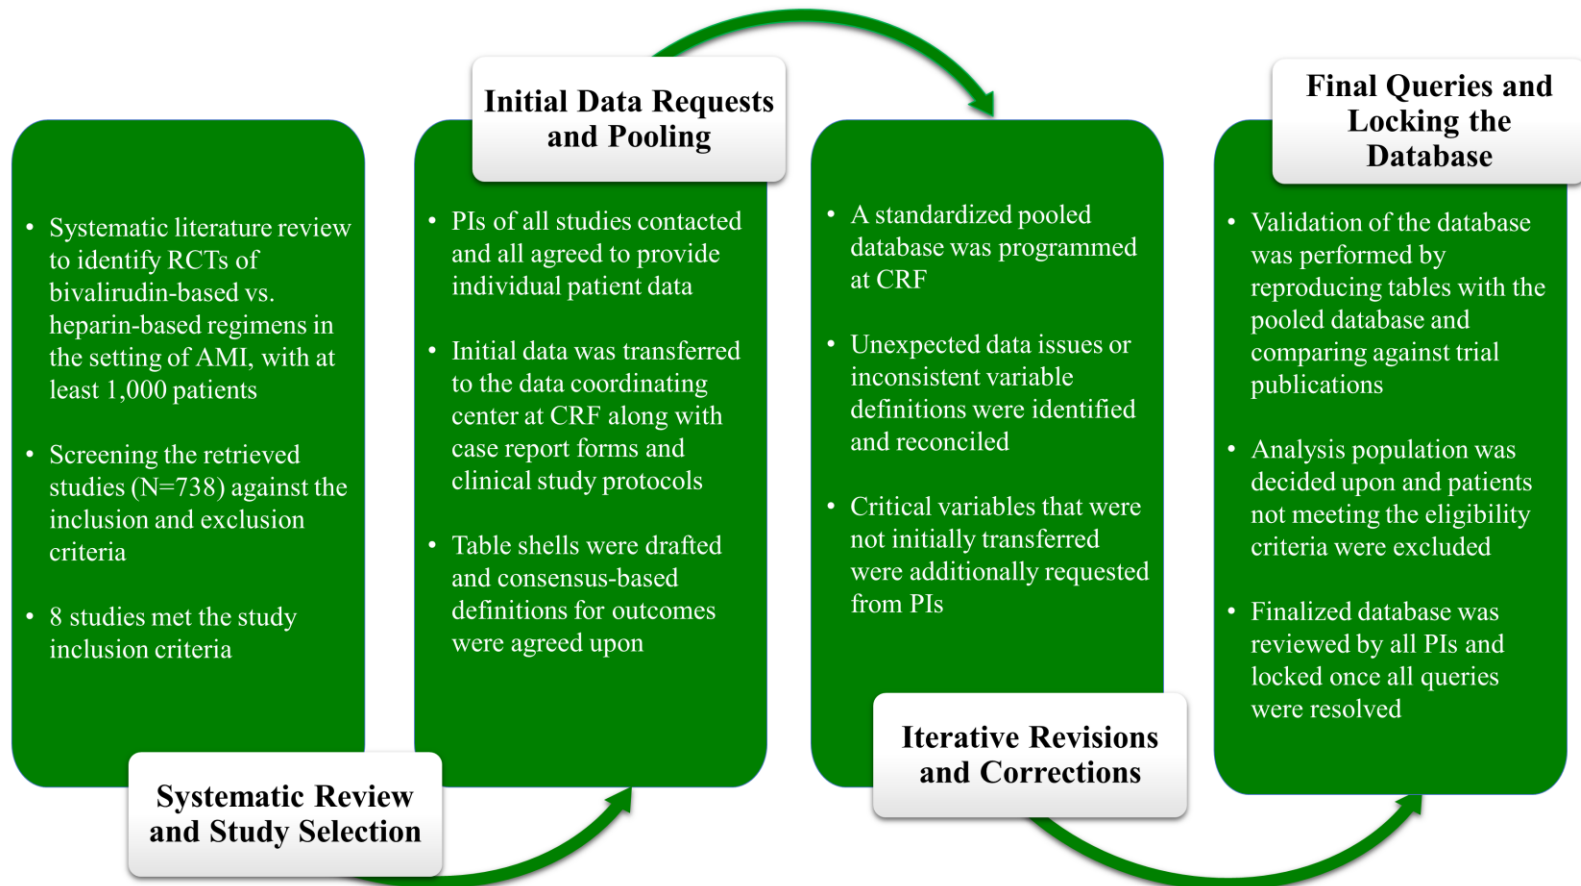 • Systematic literature review
to identify RCTs of
bivalirudin-based vs.
heparin-based regimens in
the setting of AMI, with at
least 1,000 patients
• Screening the retrieved
studies (N=738) against the
inclusion and exclusion
criteria
• 8 studies met the study
inclusion criteria
Systematic Review
and Study Selection
Initial Data Requests
and Pooling
• PIs of all studies contacted
and all agreed to provide
individual patient data
• Initial data was transferred
to the data coordinating
center at CRF along with
case report forms and
clinical study protocols
• Table shells were drafted
and consensus-based
definitions for outcomes
were agreed upon
• A standardized pooled
database was programmed
at CRF
• Unexpected data issues or
inconsistent variable
definitions were identified
and reconciled
• Critical variables that were
not initially transferred
were additionally requested
from PIs
Iterative Revisions
and Corrections
Final Queries and
Locking the
Database
• Validation of the database
was performed by
reproducing tables with the
pooled database and
comparing against trial
publications
• Analysis population was
decided upon and patients
not meeting the eligibility
criteria were excluded
• Finalized database was
reviewed by all PIs and
locked once all queries
were resolved